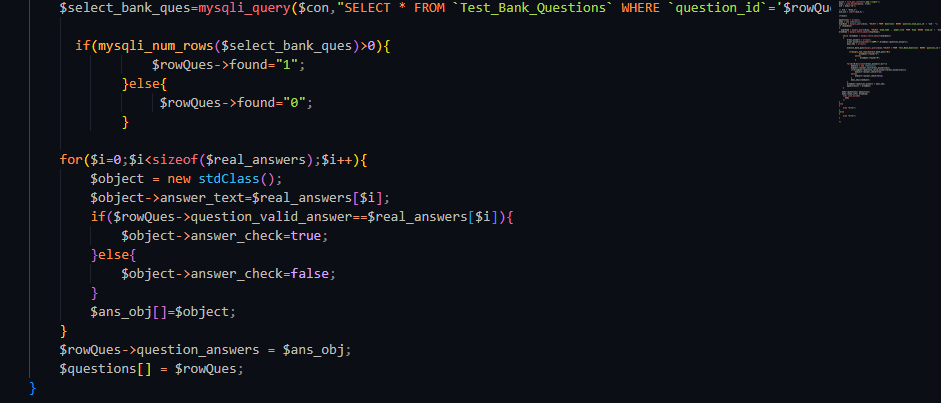 $select_bank_ques=mysqli_query($con,"SELECT * FROM `Test_Bank_Questions` WHERE `question_id`='$rowQu
if(mysqli_num_rows($select_bank_ques)>0){
$rowQues->found="1";
}else{
$rowQues->found="0";
}
for($i=0;$i<sizeof($real_answers);$i++){
$object = new stdClass();
$object->answer_text=$real_answers[$i];
if($rowQues->question_valid_answer==$real_answers[$i]){
$object->answer_check=true;
}else{
$object->answer_check=false;
}
$ans_obj[]=$object;
}
$rowQues->question_answers = $ans_obj;
$questions[] = $rowQues;
}